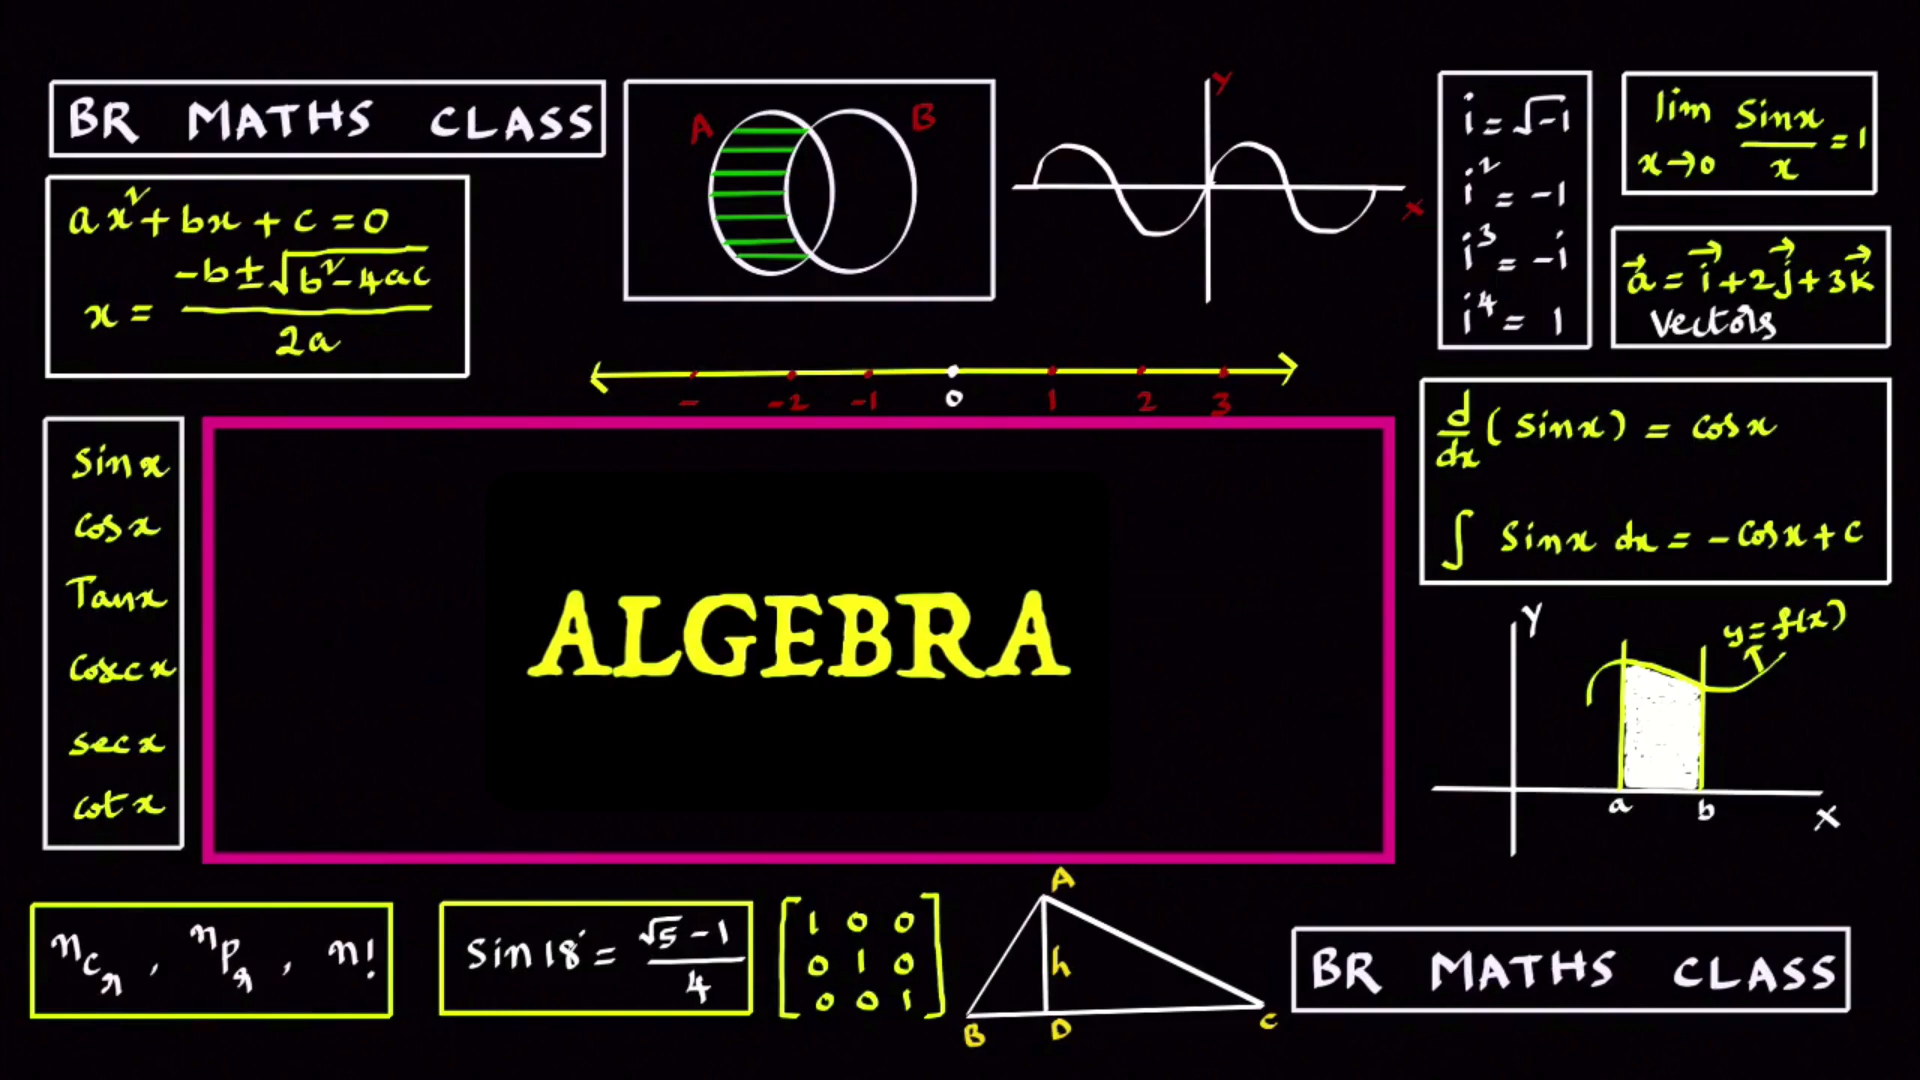 BR MATHS CLASS
ax²+bx+c=0
x = (-b±√(b²-4ac))/2a
A B
Y
X
i=√-1
i²=-1
i³=-i
i⁴=1
lim x→0 Sinx/x =1
a⃗=i⃗+2j⃗+3k⃗
Vectors
- -2 -1 0 1 2 3
Sinx
Cosx
Tanx
Cosecx
secx
cotx
ALGEBRA
d/dx (Sinx) = Cosx
∫ Sinx dx = -Cosx+c
Y
y=f(x)
a b
X
ⁿCᵣ , ⁿPᵣ , n!
Sin18°= (√5-1)/4
1 0 0
0 1 0
0 0 1
A
h
B D C
BR MATHS CLASS